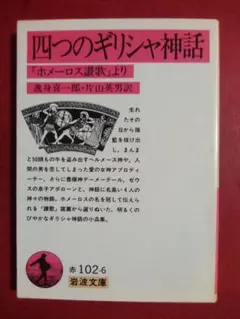 四つのギリシャ神話
「ホメーロス讃歌」より
逸身喜一郎・片山英男訳
生れ
たその
日から揺
籃を抜け
出し、まんま
と50頭もの牛を盗み出すヘルメース神や、人
間の男を恋してしまった愛の女神アプロディ
ーテー、さらに豊穣神デーメーテール、ゼウ
スの息子アポローンと、神話に名高い4人の
神々の物語。ホメーロスの名を冠して伝えら
れる「讃歌」諸篇から選りぬいた、明るくの
びやかなギリシャ神話の小品集。
赤 102-6
岩波文庫